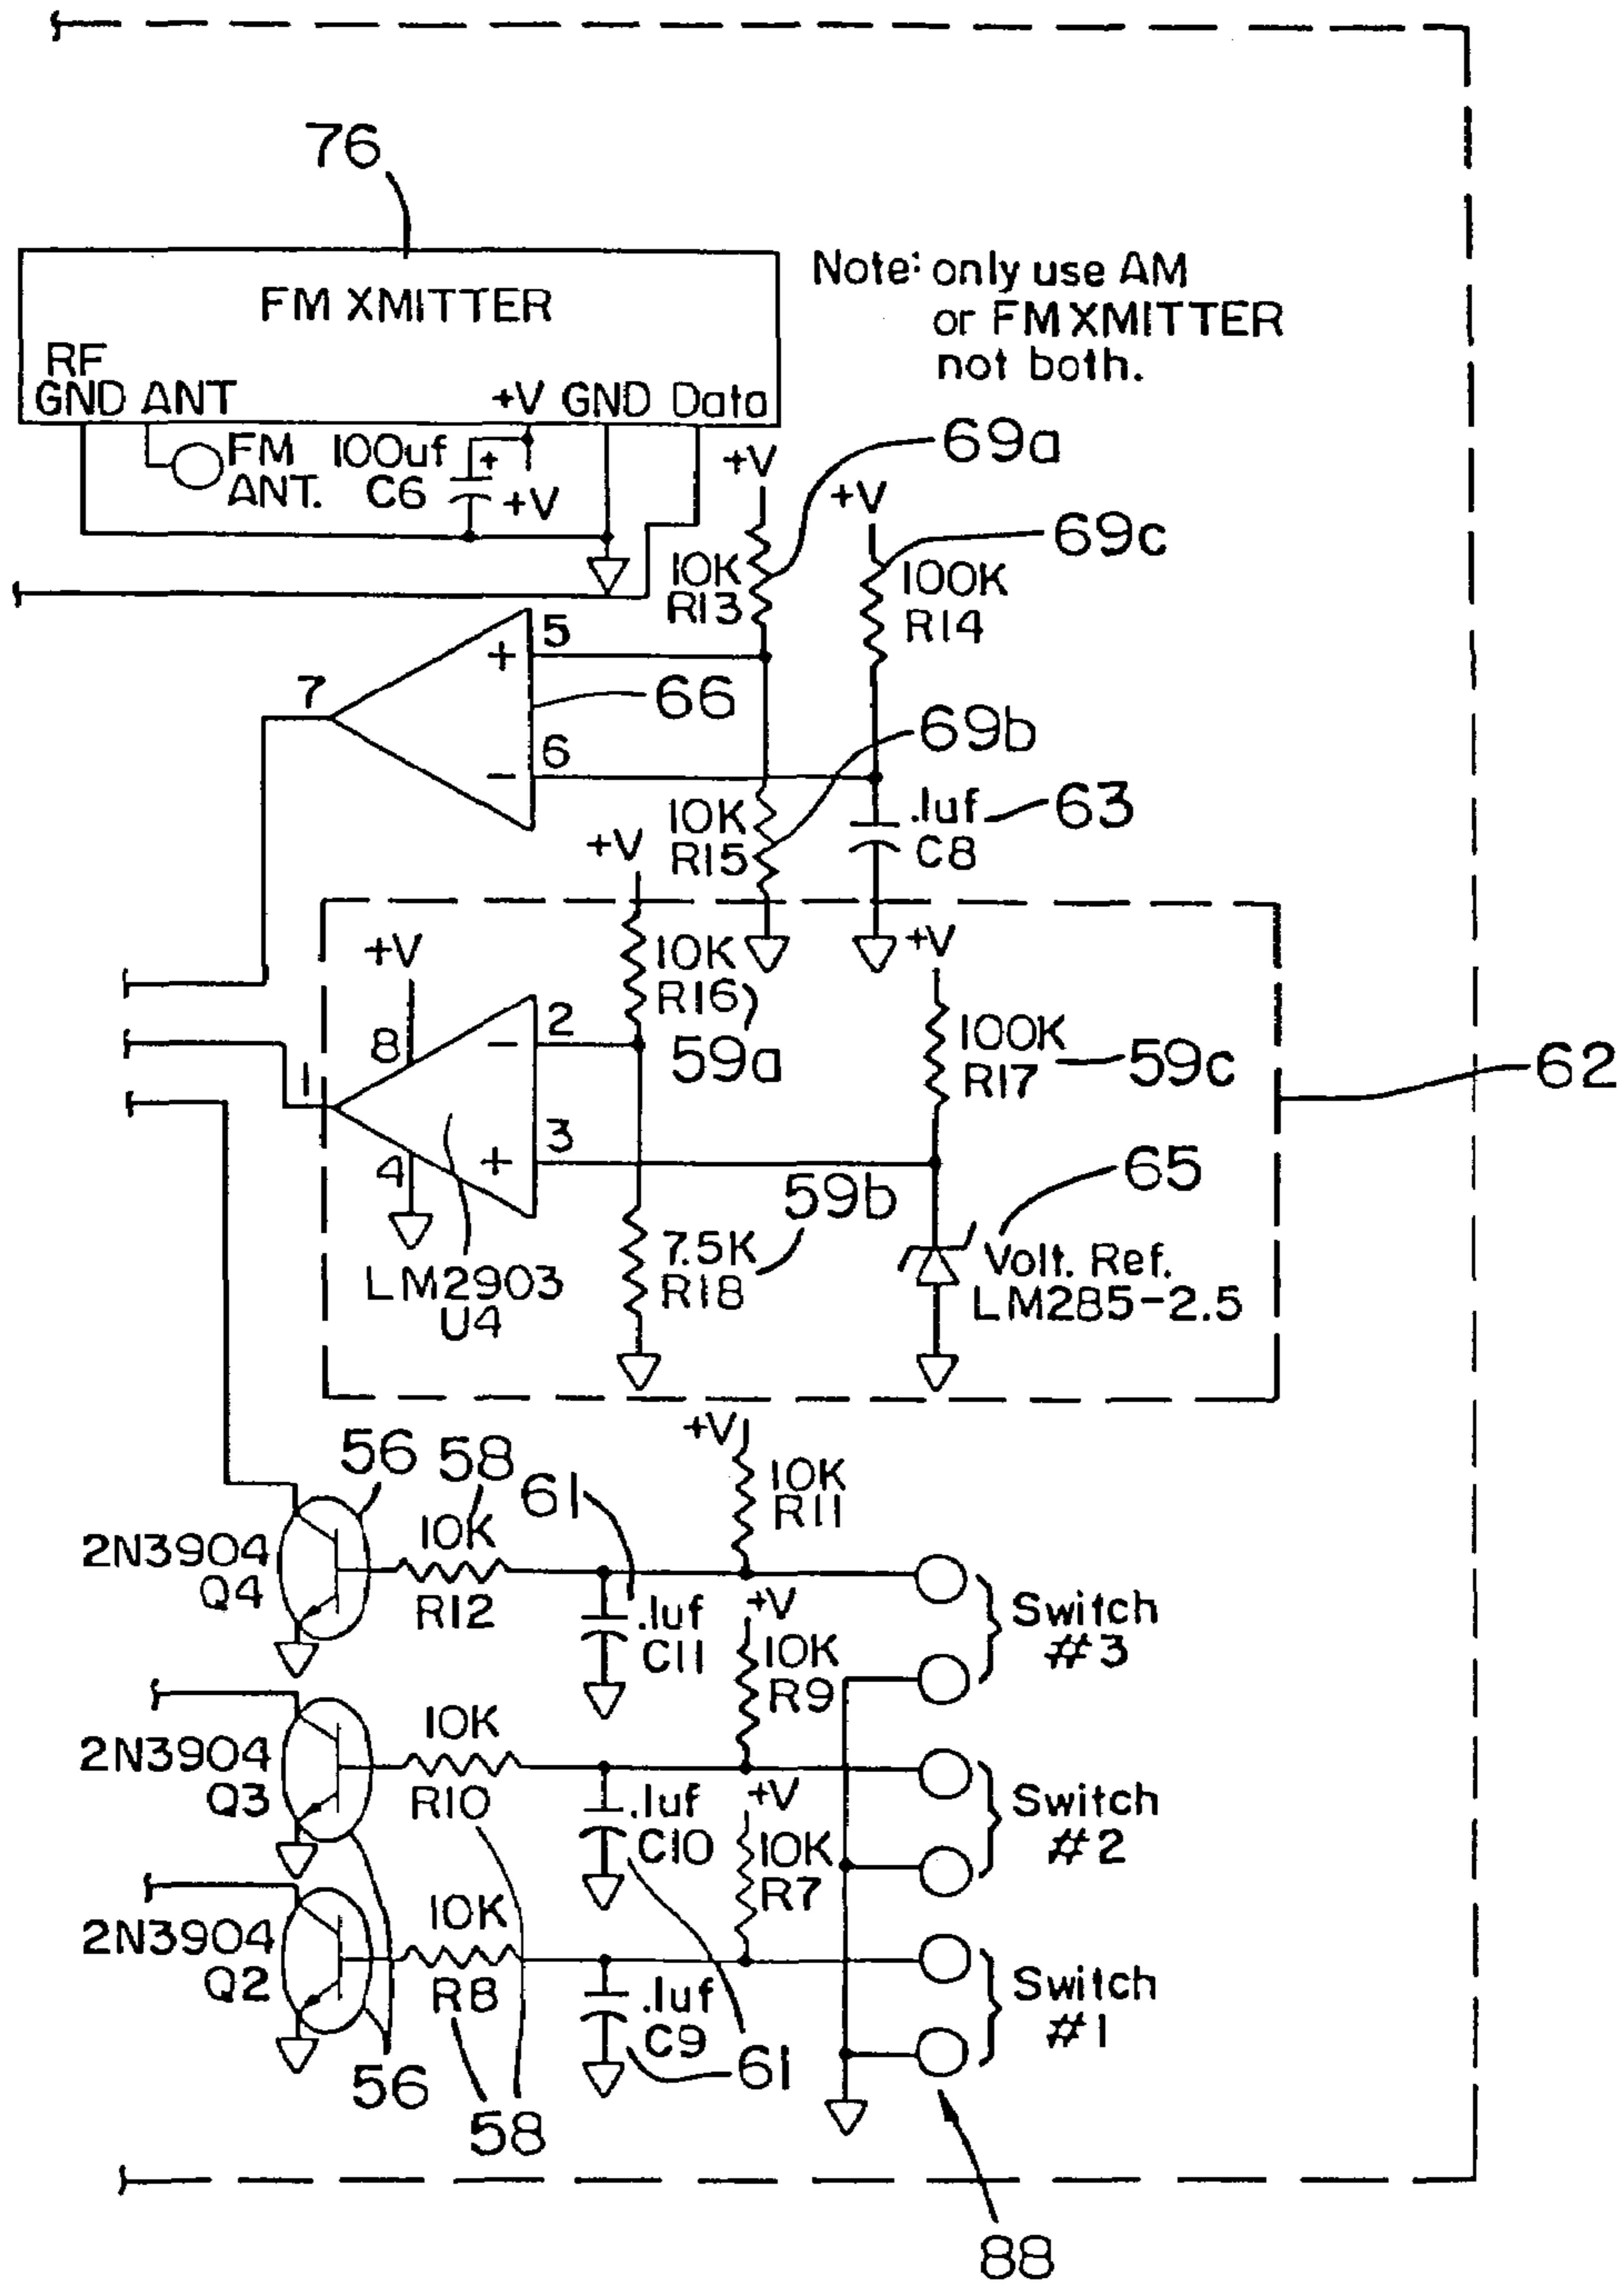 76
FM XMITTER
RF
GND ANT +V GND Data
Note: only use AM
or FM XMITTER
not both.
FM
ANT.
100uf
C6
+
+V
+V
69a
+V
69c
10K
R13
100K
R14
5
+
7
66
6
−
69b
10K
R15
.1uf
C8
63
+V
+V
10K
R16
59a
+V
100K
R17
59c
62
8
2
−
1
3
+
4
59b
65
7.5K
R18
Volt. Ref.
LM285-2.5
LM2903
U4
+V
56
58
61
10K
R11
2N3904
Q4
10K
R12
.1uf
C11
Switch
#3
+V
10K
R9
2N3904
Q3
10K
R10
.1uf
C10
Switch
#2
+V
10K
R7
2N3904
Q2
10K
R8
.1uf
C9
Switch
#1
56
58
61
88